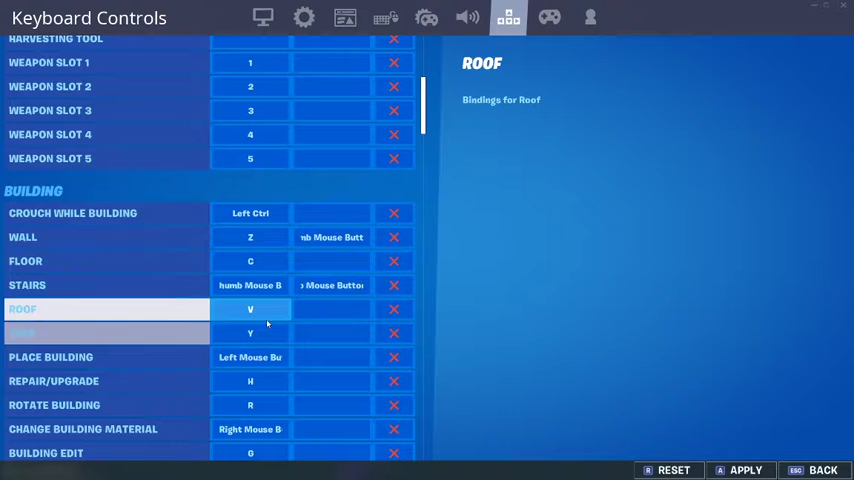 Keyboard Controls
HARVESTING TOOL
WEAPON SLOT 1 1
WEAPON SLOT 2 2
WEAPON SLOT 3 3
WEAPON SLOT 4 4
WEAPON SLOT 5 5
BUILDING
CROUCH WHILE BUILDING Left Ctrl
WALL Z mb Mouse Butt
FLOOR C
STAIRS humb Mouse B Mouse Button
ROOF V
Y
PLACE BUILDING Left Mouse Bu
REPAIR/UPGRADE H
ROTATE BUILDING R
CHANGE BUILDING MATERIAL Right Mouse B
BUILDING EDIT G
ROOF
Bindings for Roof
R RESET
A APPLY
ESC BACK